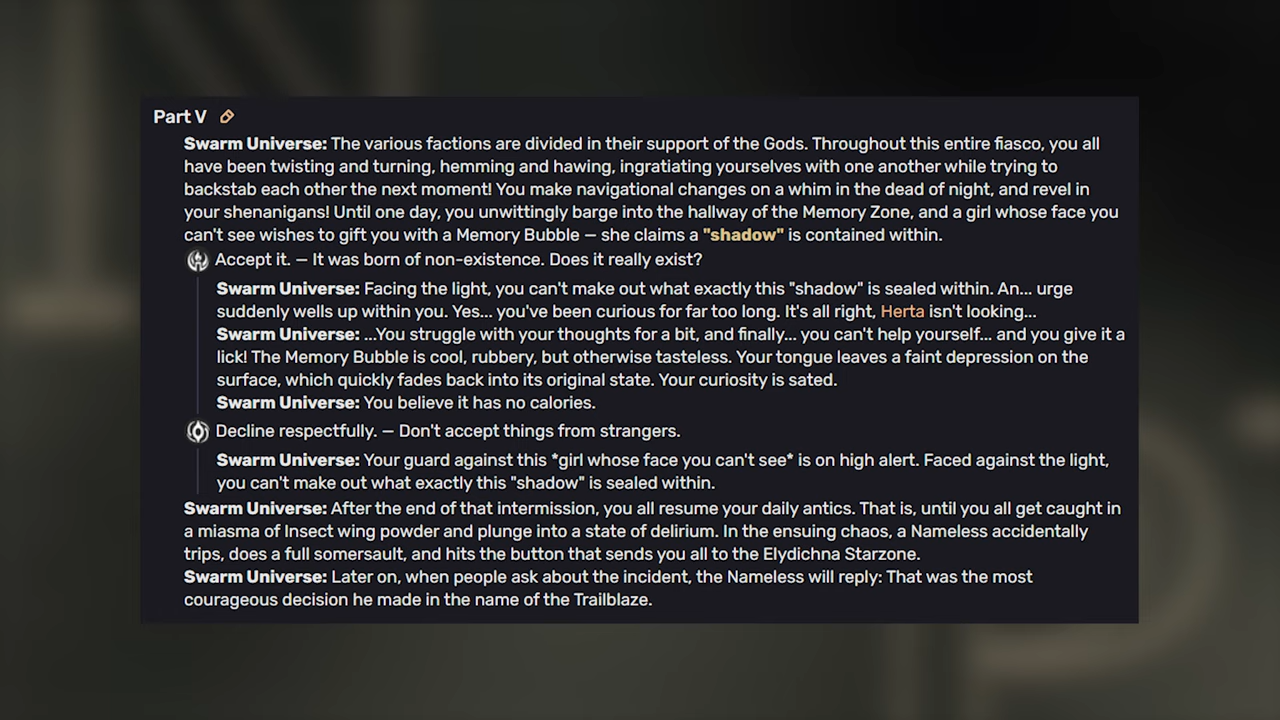 Part V
Swarm Universe: The various factions are divided in their support of the Gods. Throughout this entire fiasco, you all
have been twisting and turning, hemming and hawing, ingratiating yourselves with one another while trying to
backstab each other the next moment! You make navigational changes on a whim in the dead of night, and revel in
your shenanigans! Until one day, you unwittingly barge into the hallway of the Memory Zone, and a girl whose face you
can't see wishes to gift you with a Memory Bubble — she claims a "shadow" is contained within.
Accept it. — It was born of non-existence. Does it really exist?
Swarm Universe: Facing the light, you can't make out what exactly this "shadow" is sealed within. An... urge
suddenly wells up within you. Yes... you've been curious for far too long. It's all right, Herta isn't looking...
Swarm Universe: ...You struggle with your thoughts for a bit, and finally... you can't help yourself... and you give it a
lick! The Memory Bubble is cool, rubbery, but otherwise tasteless. Your tongue leaves a faint depression on the
surface, which quickly fades back into its original state. Your curiosity is sated.
Swarm Universe: You believe it has no calories.
Decline respectfully. — Don't accept things from strangers.
Swarm Universe: Your guard against this *girl whose face you can't see* is on high alert. Faced against the light,
you can't make out what exactly this "shadow" is sealed within.
Swarm Universe: After the end of that intermission, you all resume your daily antics. That is, until you all get caught in
a miasma of Insect wing powder and plunge into a state of delirium. In the ensuing chaos, a Nameless accidentally
trips, does a full somersault, and hits the button that sends you all to the Elydichna Starzone.
Swarm Universe: Later on, when people ask about the incident, the Nameless will reply: That was the most
courageous decision he made in the name of the Trailblaze.